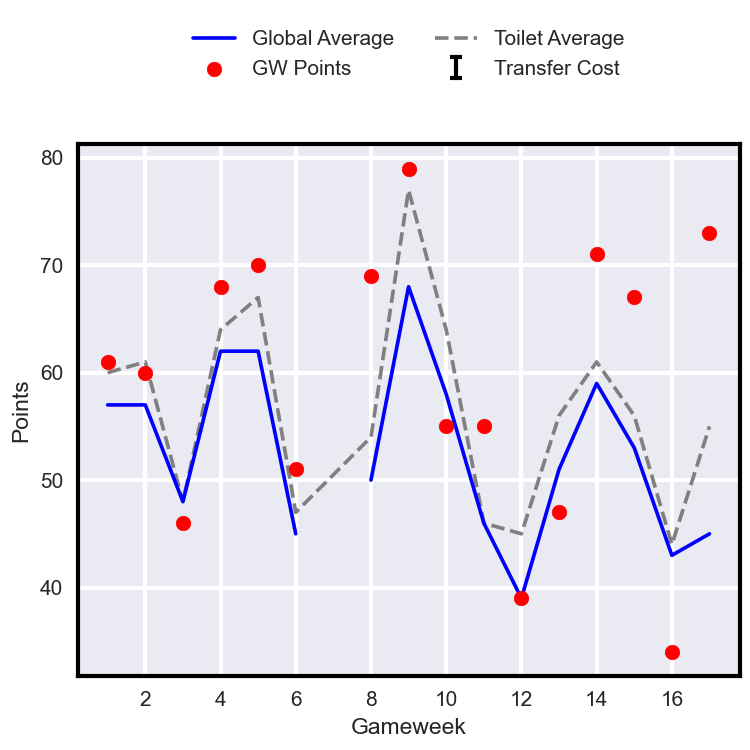 Global Average
GW Points
Toilet Average
Transfer Cost
Points
80
70
60
50
40
2 4 6 8 10 12 14 16
Gameweek